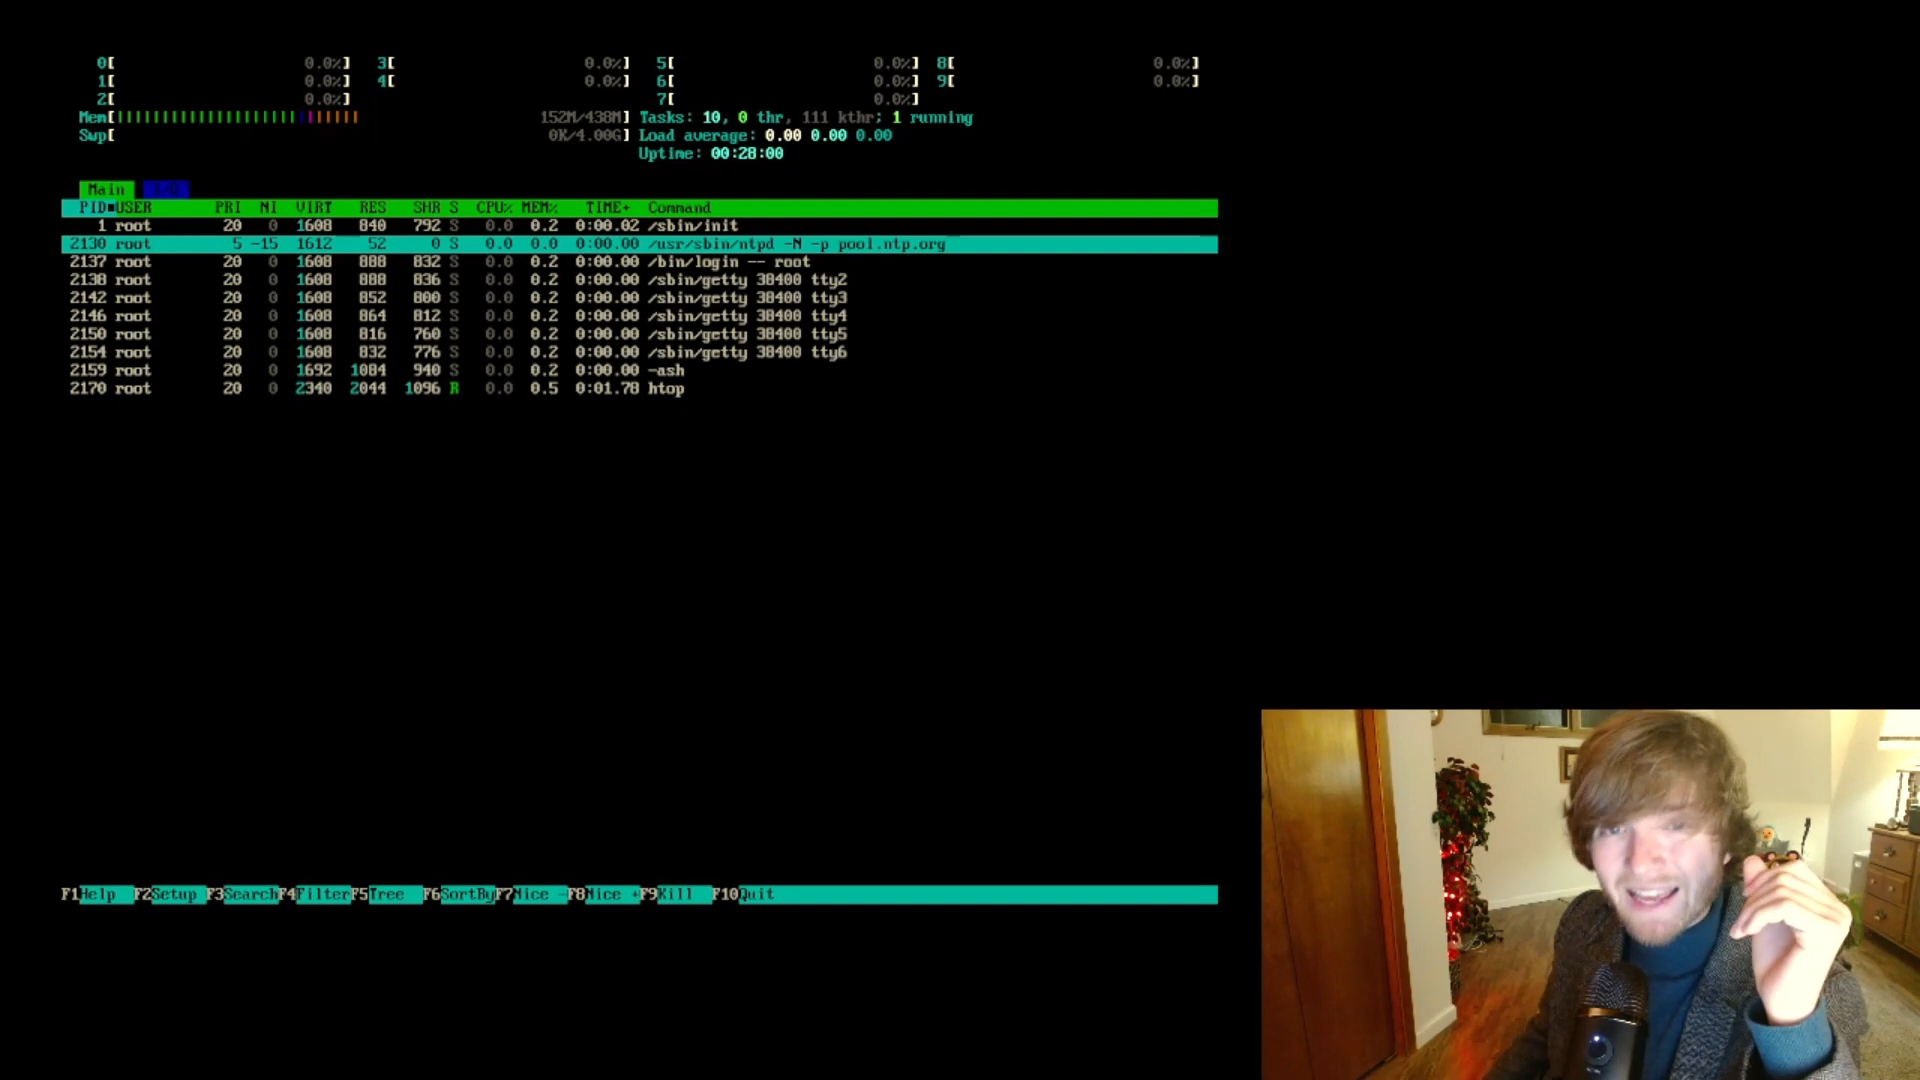 0[ 0.0%] 3[ 0.0%] 5[ 0.0%] 8[ 0.0%]
1[ 0.0%] 4[ 0.0%] 6[ 0.0%] 9[ 0.0%]
2[ 0.0%] 7[ 0.0%]
Mem[||||||||||||||||||||||||||| 152M/438M] Tasks: 10, 0 thr, 111 kthr; 1 running
Swp[ 0K/4.00G] Load average: 0.00 0.00 0.00
Uptime: 00:28:00
Main I/O
PID USER PRI NI VIRT RES SHR S CPU% MEM% TIME+ Command
1 root 20 0 1608 840 792 S 0.0 0.2 0:00.02 /sbin/init
2130 root 5 -15 1612 52 0 S 0.0 0.0 0:00.00 /usr/sbin/ntpd -N -p pool.ntp.org
2137 root 20 0 1608 888 832 S 0.0 0.2 0:00.00 /bin/login -- root
2138 root 20 0 1608 888 836 S 0.0 0.2 0:00.00 /sbin/getty 38400 tty2
2142 root 20 0 1608 852 800 S 0.0 0.2 0:00.00 /sbin/getty 38400 tty3
2146 root 20 0 1608 864 812 S 0.0 0.2 0:00.00 /sbin/getty 38400 tty4
2150 root 20 0 1608 816 760 S 0.0 0.2 0:00.00 /sbin/getty 38400 tty5
2154 root 20 0 1608 832 776 S 0.0 0.2 0:00.00 /sbin/getty 38400 tty6
2159 root 20 0 1692 1084 940 S 0.0 0.2 0:00.00 -ash
2170 root 20 0 2340 2044 1096 R 0.0 0.5 0:01.78 htop
F1Help F2Setup F3SearchF4FilterF5Tree F6SortByF7Nice -F8Nice +F9Kill F10Quit